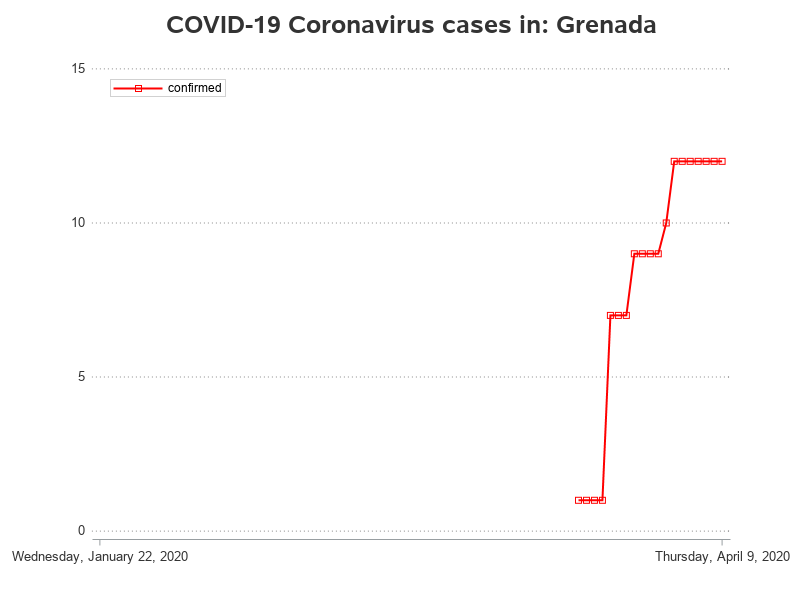 COVID-19 Coronavirus cases in: Grenada
15
confirmed
10
5
0
Wednesday, January 22, 2020 Thursday, April 9, 2020